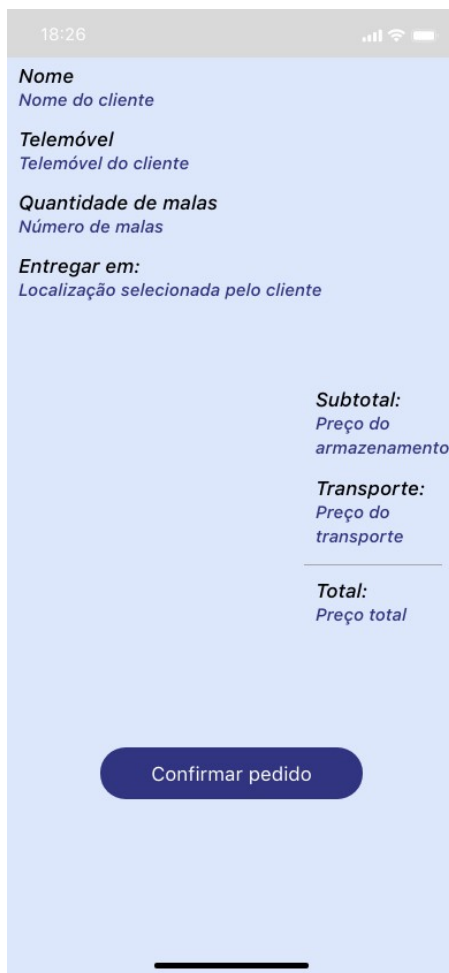 18:26
Nome
Nome do cliente
Telemóvel
Telemóvel do cliente
Quantidade de malas
Número de malas
Entregar em:
Localização selecionada pelo cliente
Subtotal:
Preço do
armazenamento
Transporte:
Preço do
transporte
Total:
Preço total
Confirmar pedido